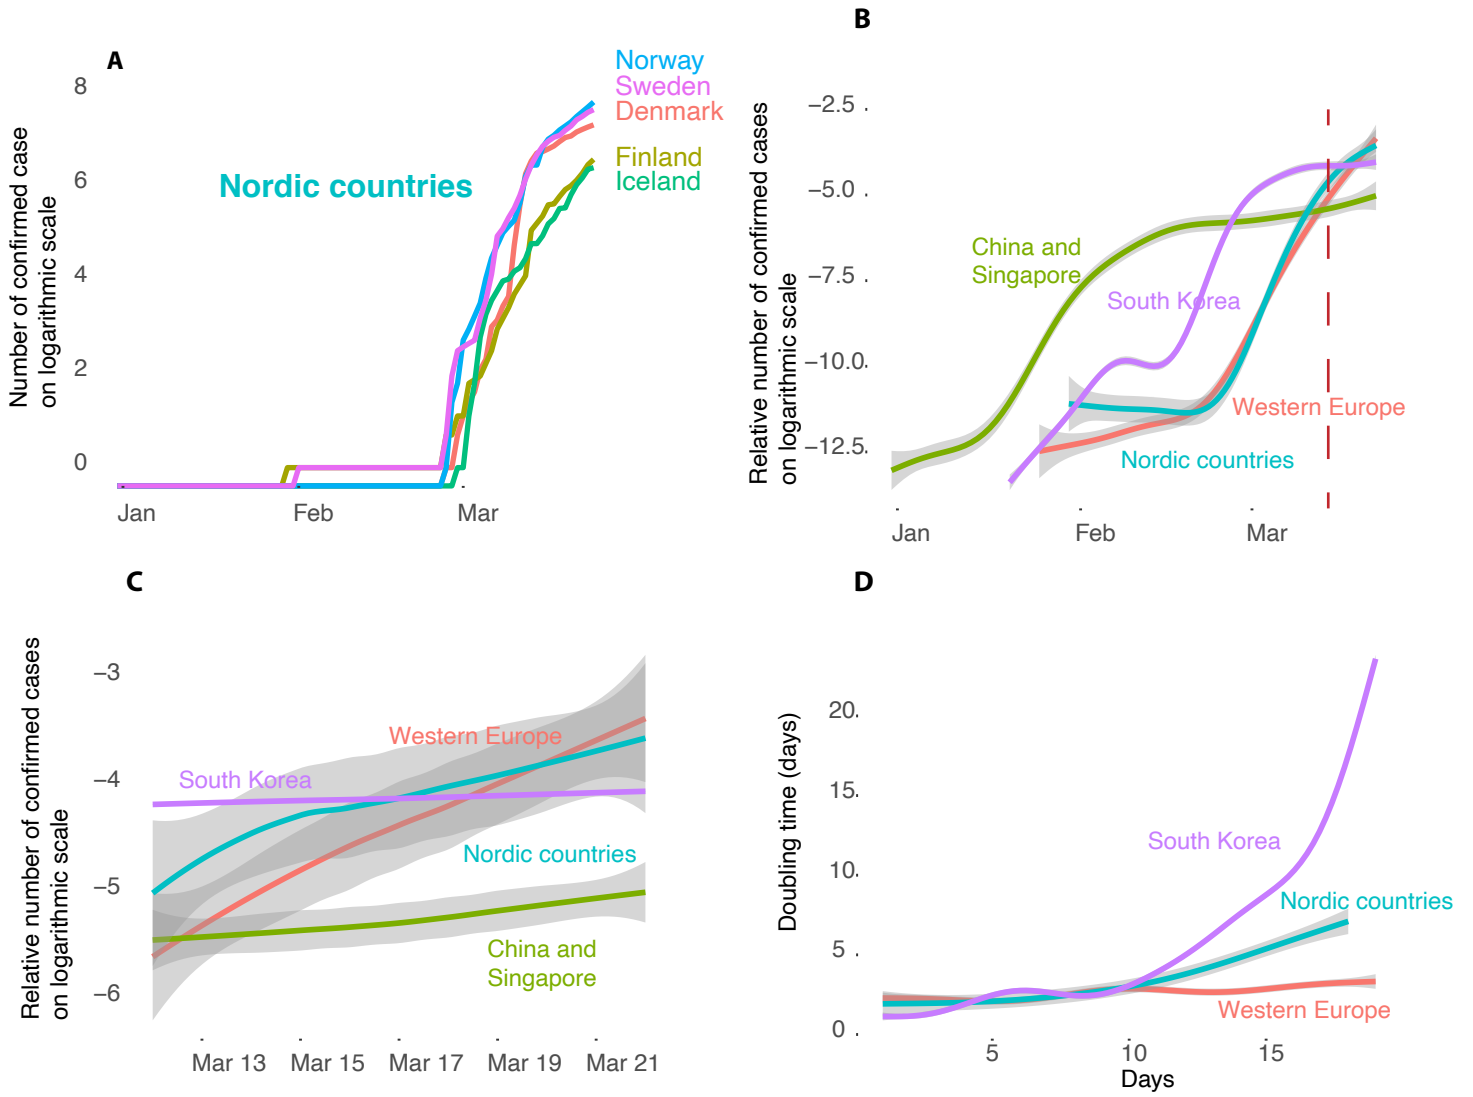 A
Number of confirmed case
on logarithmic scale
8
6
4
2
0
Nordic countries
Norway
Sweden
Denmark
Finland
Iceland
Jan
Feb
Mar
B
Relative number of confirmed cases
on logarithmic scale
−2.5
−5.0
−7.5
−10.0
−12.5
China and
Singapore
South Korea
Western Europe
Nordic countries
Jan
Feb
Mar
C
Relative number of confirmed cases
on logarithmic scale
−3
−4
−5
−6
Western Europe
South Korea
Nordic countries
China and
Singapore
Mar 13
Mar 15
Mar 17
Mar 19
Mar 21
D
Doubling time (days)
20
15
10
5
0
South Korea
Nordic countries
Western Europe
5
10
15
Days